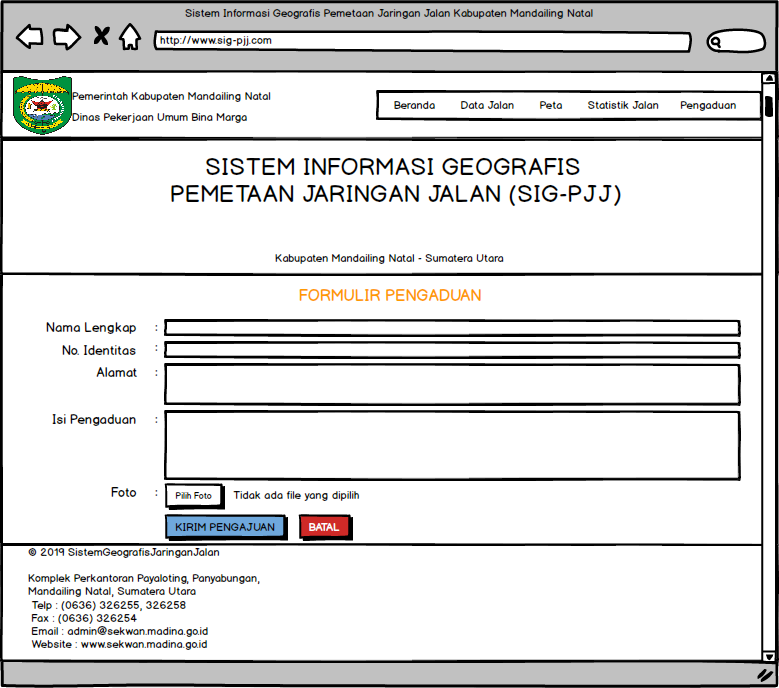 Sistem Informasi Geografis Pemetaan Jaringan Jalan Kabupaten Mandailing Natal
http://www.sig-pjj.com
Pemerintah Kabupaten Mandailing Natal
Dinas Pekerjaan Umum Bina Marga
Beranda Data Jalan Peta Statistik Jalan Pengaduan
SISTEM INFORMASI GEOGRAFIS
PEMETAAN JARINGAN JALAN (SIG-PJJ)
Kabupaten Mandailing Natal - Sumatera Utara
FORMULIR PENGADUAN
Nama Lengkap :
No. Identitas :
Alamat :
Isi Pengaduan :
Foto : Pilih Foto Tidak ada file yang dipilih
KIRIM PENGAJUAN BATAL
© 2019 SistemGeografisJaringanJalan
Komplek Perkantoran Payaloting, Panyabungan,
Mandailing Natal, Sumatera Utara
Telp : (0636) 326255, 326258
Fax : (0636) 326254
Email : admin@sekwan.madina.go.id
Website : www.sekwan.madina.go.id